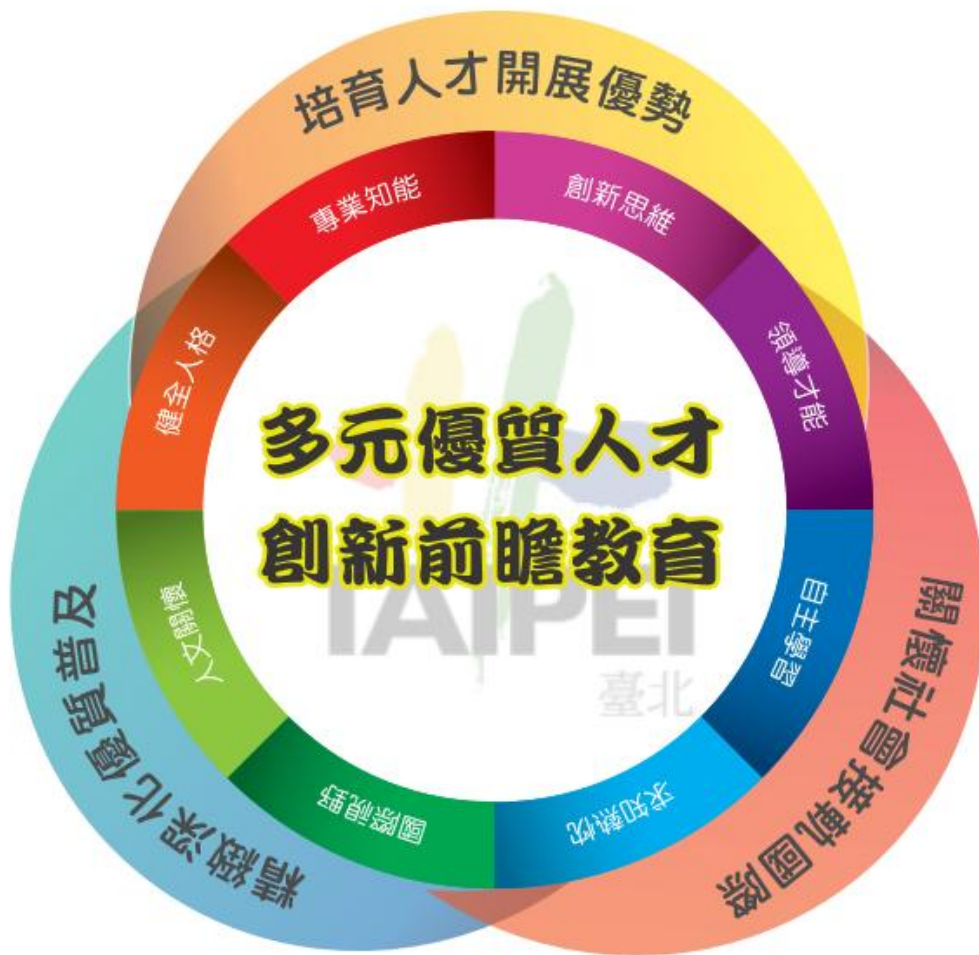 培育人才開展優勢
專業知能
創新思維
健全人格
領導才能
多元優質人才
創新前瞻教育
TAIPEI
臺北
人文關懷
自主學習
國際視野
求知熱忱
精緻深化優質普及
關懷社會接軌國際